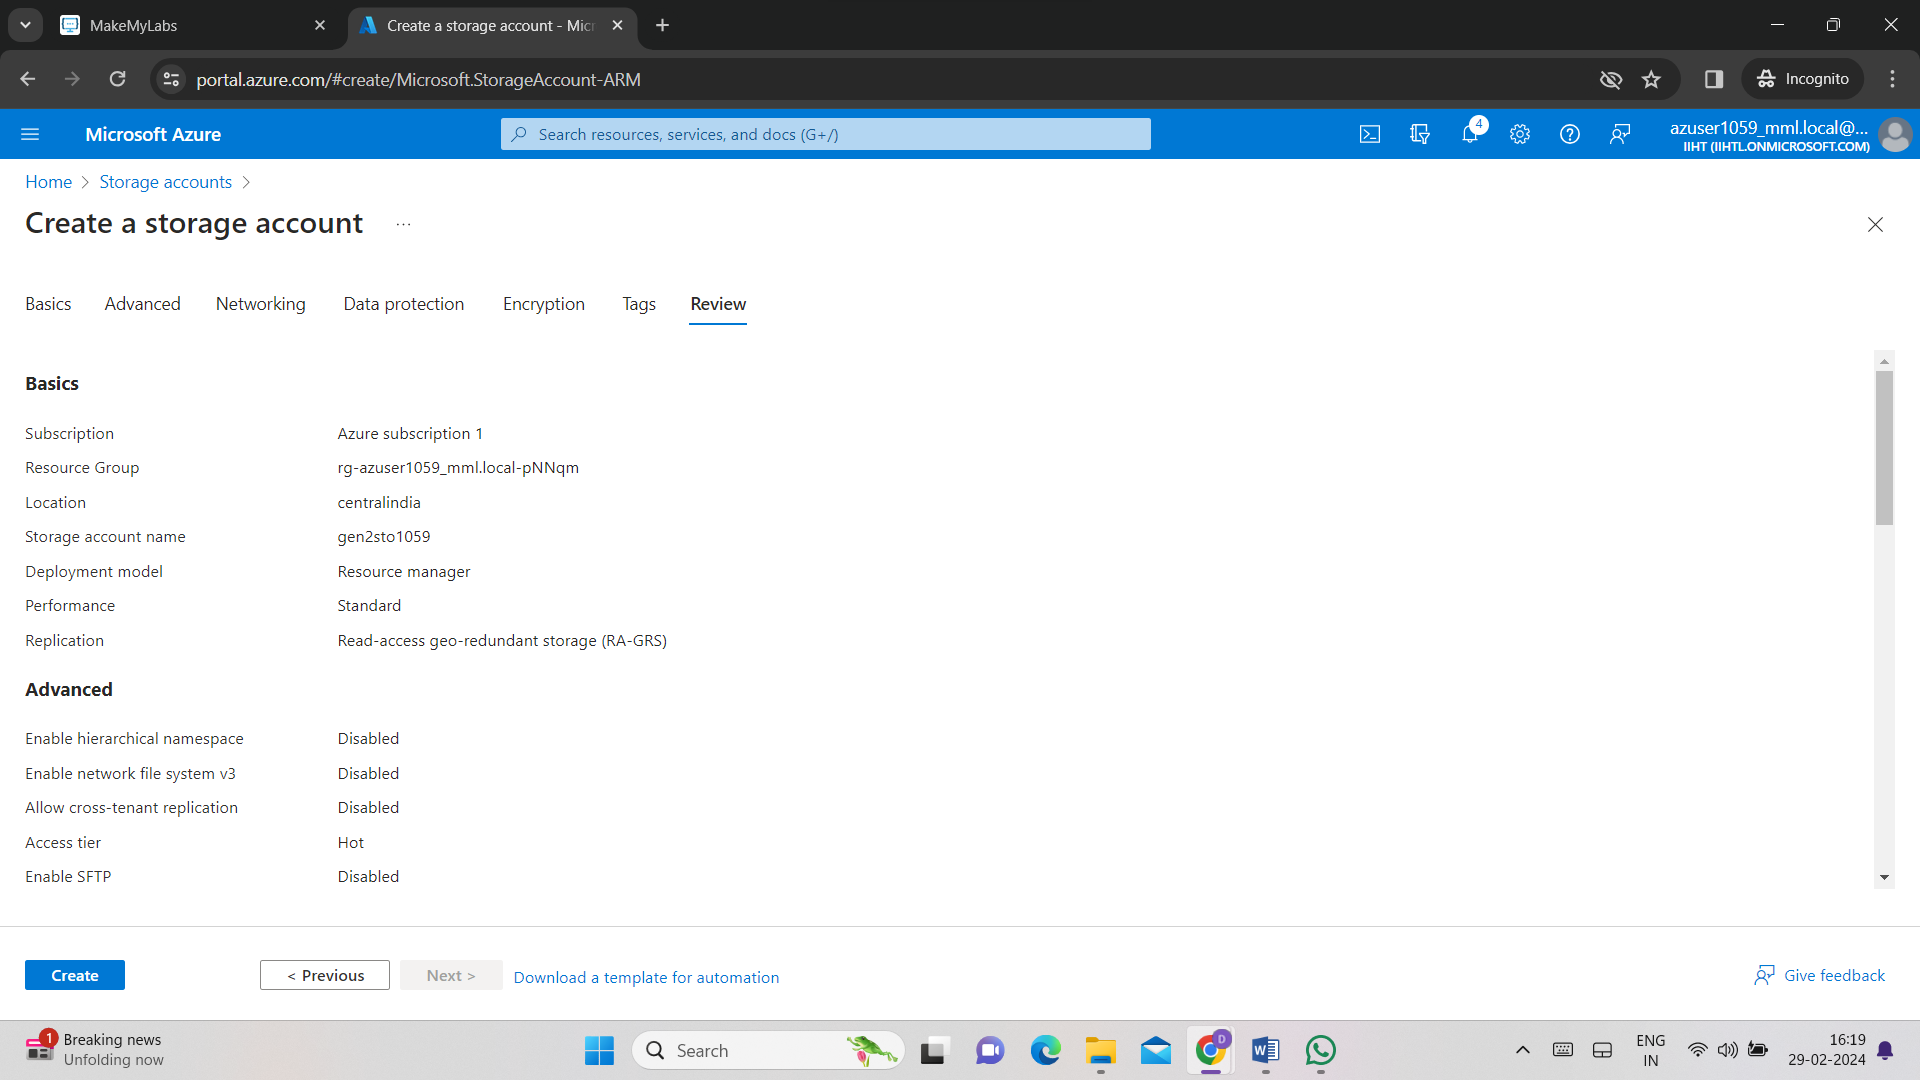 MakeMyLabs
Create a storage account - Micr
portal.azure.com/#create/Microsoft.StorageAccount-ARM
Incognito
Microsoft Azure
Search resources, services, and docs (G+/)
4
azuser1059_mml.local@...
IIHT (IIHTL.ONMICROSOFT.COM)
Home > Storage accounts >
Create a storage account ...
Basics Advanced Networking Data protection Encryption Tags Review
Basics
Subscription Azure subscription 1
Resource Group rg-azuser1059_mml.local-pNNqm
Location centralindia
Storage account name gen2sto1059
Deployment model Resource manager
Performance Standard
Replication Read-access geo-redundant storage (RA-GRS)
Advanced
Enable hierarchical namespace Disabled
Enable network file system v3 Disabled
Allow cross-tenant replication Disabled
Access tier Hot
Enable SFTP Disabled
Create < Previous Next > Download a template for automation Give feedback
1 Breaking news
Unfolding now
Search
D
ENG
IN
16:19
29-02-2024